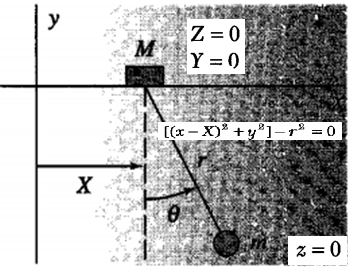 y
M
Z = 0
Y = 0
[(x − X)² + y²] − r² = 0
r
X
θ
m
z = 0